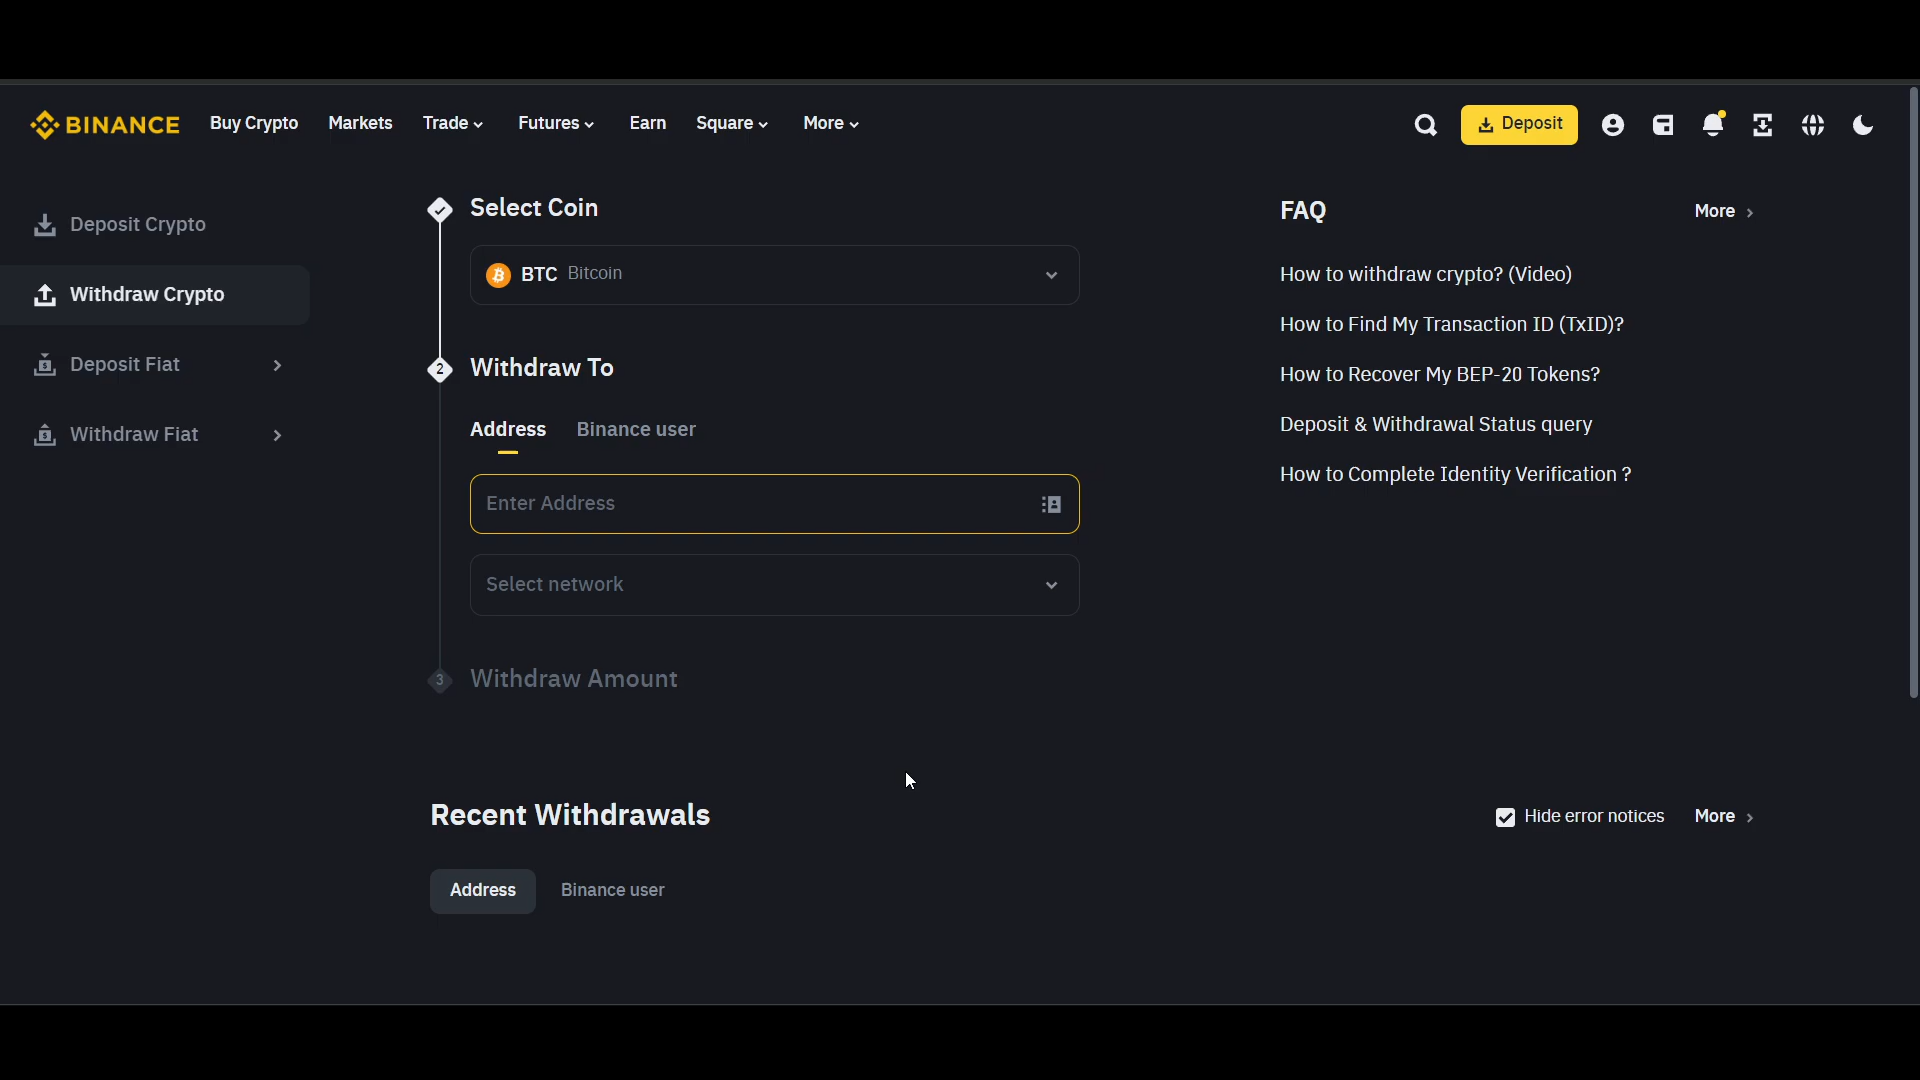 BINANCE Buy Crypto Markets Trade Futures Earn Square More Deposit
Deposit Crypto
Withdraw Crypto
Deposit Fiat
Withdraw Fiat
Select Coin
BTC Bitcoin
2 Withdraw To
Address Binance user
Enter Address
Select network
3 Withdraw Amount
FAQ More
How to withdraw crypto? (Video)
How to Find My Transaction ID (TxID)?
How to Recover My BEP-20 Tokens?
Deposit & Withdrawal Status query
How to Complete Identity Verification ?
Recent Withdrawals Hide error notices More
Address Binance user